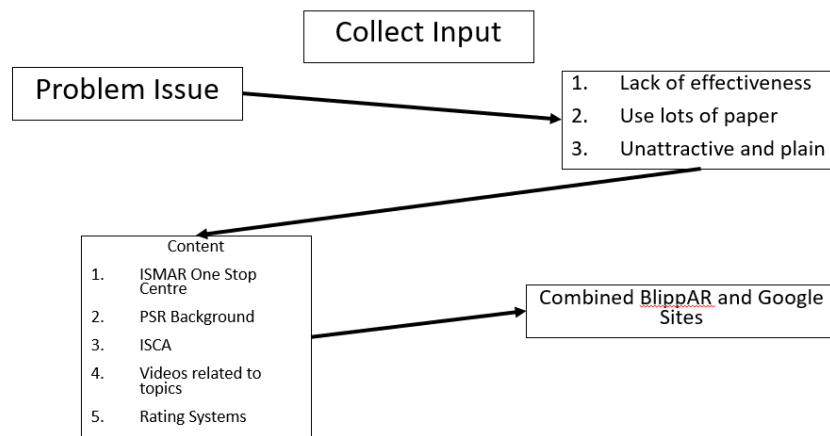 Collect Input
Problem Issue
1. Lack of effectiveness
2. Use lots of paper
3. Unattractive and plain
Content
1. ISMAR One Stop
Centre
2. PSR Background
3. ISCA
4. Videos related to
topics
5. Rating Systems
Combined BlippAR and Google
Sites